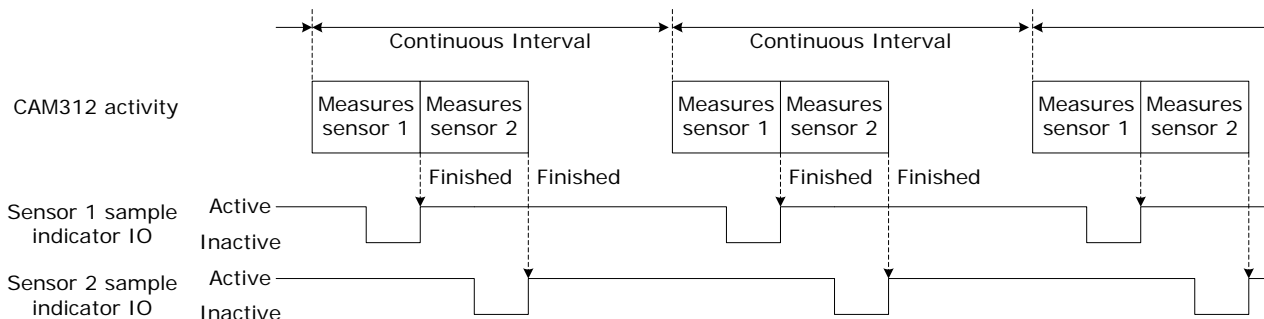 Continuous Interval
Continuous Interval
CAM312 activity
Measures sensor 1
Measures sensor 2
Measures sensor 1
Measures sensor 2
Measures sensor 1
Measures sensor 2
Finished
Finished
Finished
Finished
Sensor 1 sample indicator IO
Active
Inactive
Sensor 2 sample indicator IO
Active
Inactive